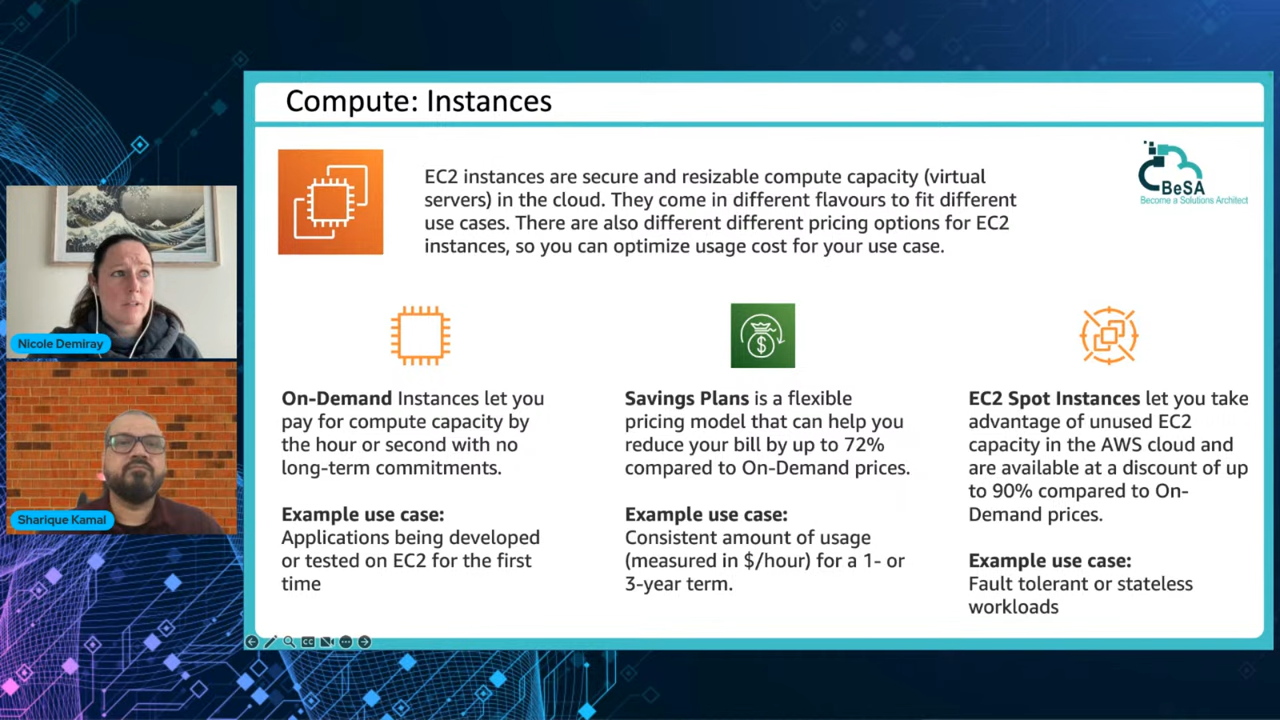 Compute: Instances
EC2 instances are secure and resizable compute capacity (virtual
servers) in the cloud. They come in different flavours to fit different
use cases. There are also different different pricing options for EC2
instances, so you can optimize usage cost for your use case.
CBeSA
Become a Solutions Architect
On-Demand Instances let you
pay for compute capacity by
the hour or second with no
long-term commitments.
Example use case:
Applications being developed
or tested on EC2 for the first
time
$
Savings Plans is a flexible
pricing model that can help you
reduce your bill by up to 72%
compared to On-Demand prices.
Example use case:
Consistent amount of usage
(measured in $/hour) for a 1- or
3-year term.
EC2 Spot Instances let you take
advantage of unused EC2
capacity in the AWS cloud and
are available at a discount of up
to 90% compared to On-
Demand prices.
Example use case:
Fault tolerant or stateless
workloads
Nicole Demiray
Sharique Kamal
CC